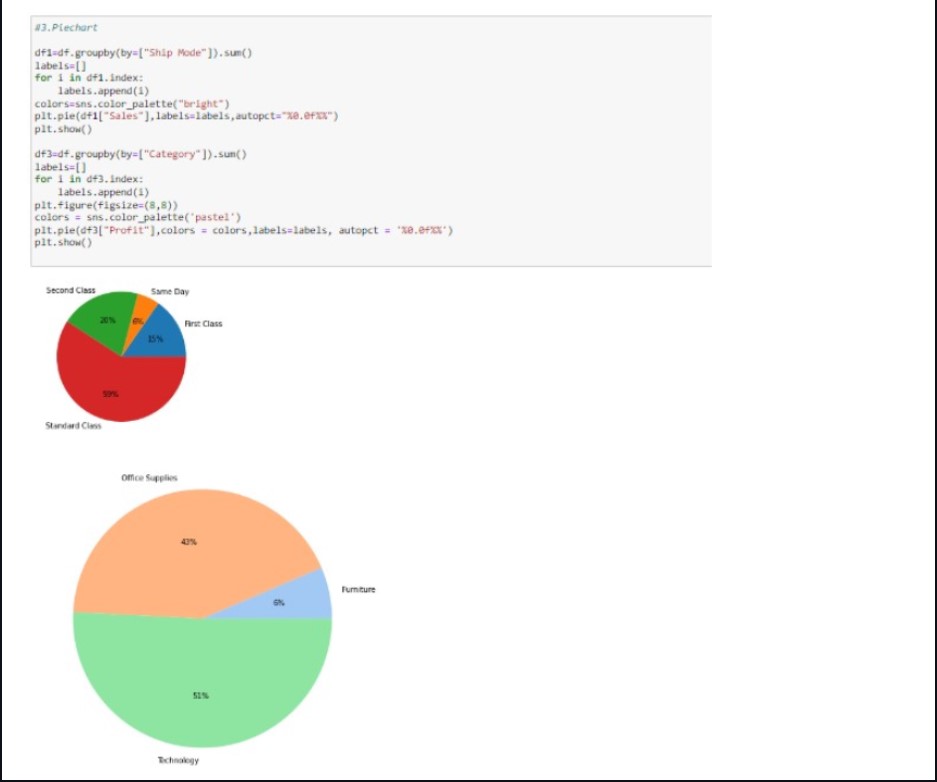 #3.Piechart
df1=df.groupby(by=["Ship Mode"]).sum()
labels=[]
for i in df1.index:
    labels.append(i)
colors=sns.color_palette("bright")
plt.pie(df1["Sales"],labels=labels,autopct="%0.0f%%")
plt.show()
df3=df.groupby(by=["Category"]).sum()
labels=[]
for i in df3.index:
    labels.append(i)
plt.figure(figsize=(8,8))
colors = sns.color_palette('pastel')
plt.pie(df3["Profit"],colors = colors,labels=labels, autopct = '%0.0f%%')
plt.show()
Second Class
Same Day
20%
6%
First Class
15%
59%
Standard Class
Office Supplies
43%
Furniture
6%
51%
Technology